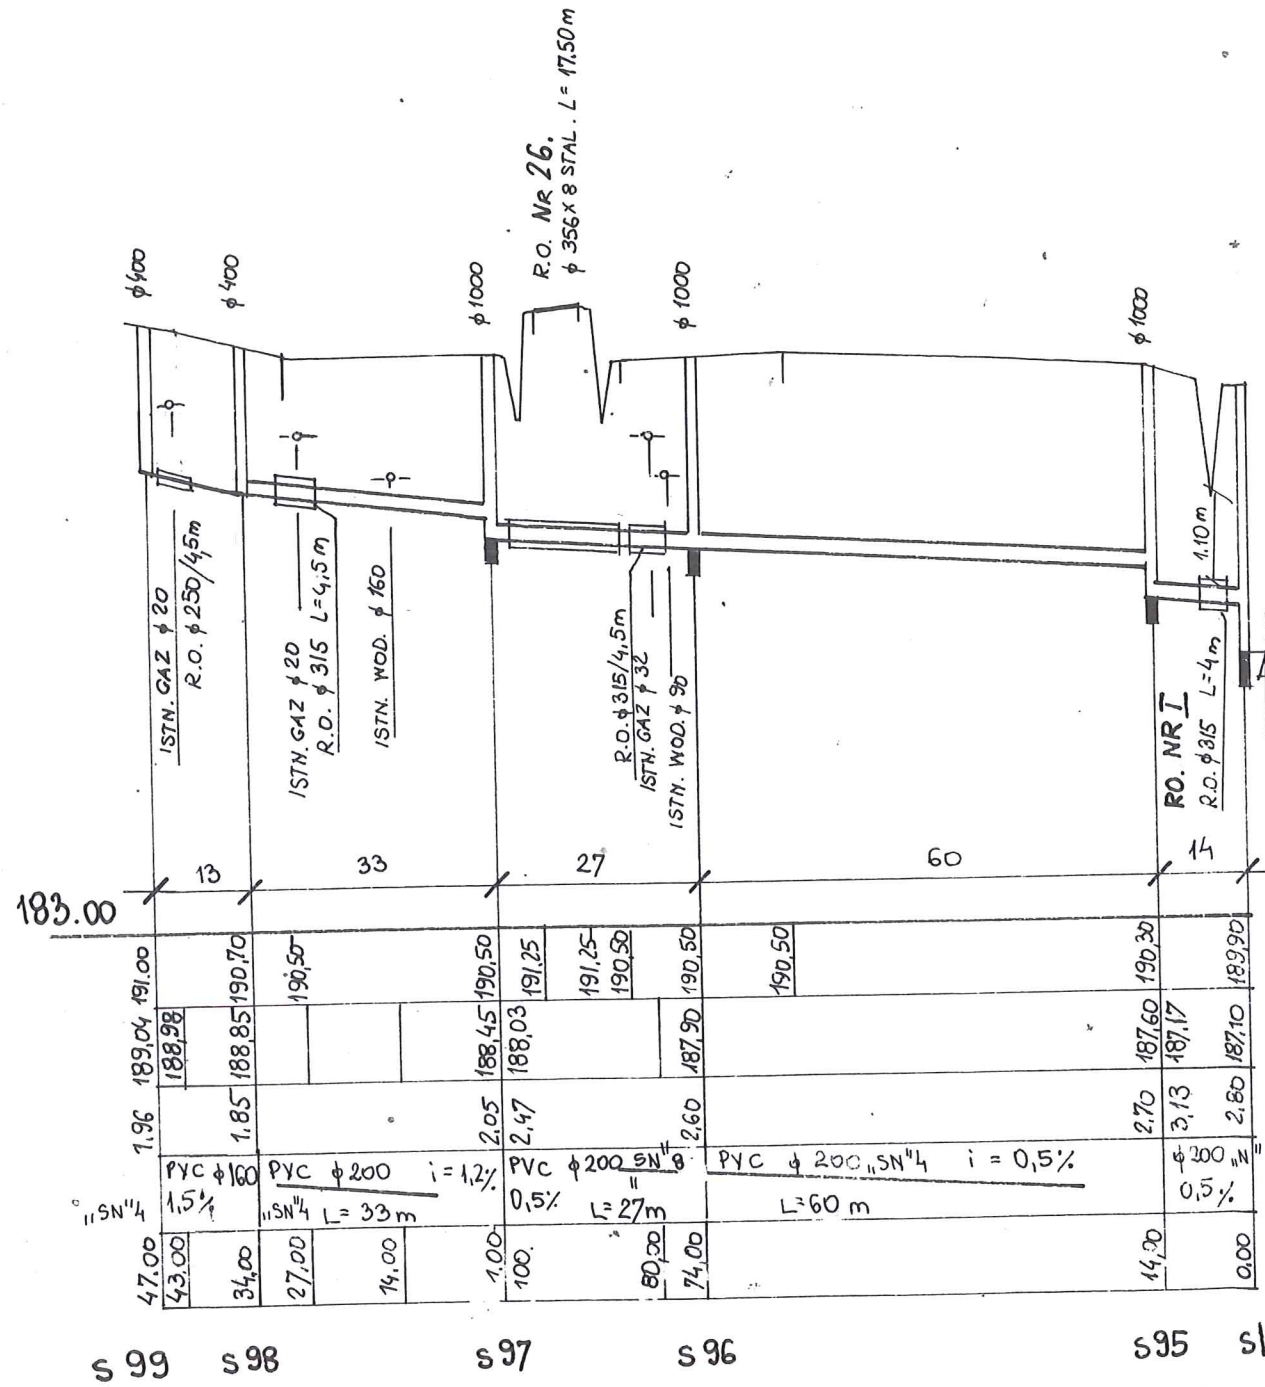 R.O. NR 26.
ϕ 356x8 STAL. L = 17.50m
ϕ400
ϕ400
ϕ1000
ϕ1000
ϕ1000
ISTN. GAZ ϕ 20
R.O. ϕ 250/4,5m
ISTN. GAZ ϕ 20
R.O. ϕ 315 L=4,5m
ISTN. WOD. ϕ 160
R.O. ϕ 315/4,5m
ISTN. GAZ ϕ 32
ISTN. WOD. ϕ 90
1.10m
RO. NR I
R.O. ϕ315 L=4m
13 33 27 60 14
183.00
191.00 190,70 190,50 190,50 191,25 191,25 190,50 190,50 190,50 190,30 189,90
189,04 188,98 188,85 188,45 188,03 187,90 187,60 187,17 187,10
1.96 1.85 2.05 2,47 2,60 2.70 3,13 2,80
PVC ϕ160 PVC ϕ200 i = 1,2% PVC ϕ 200 „SN"8 PVC ϕ 200 „SN"4 i = 0,5% ϕ 200 „N"
„SN"4 1,5% „SN"4 L= 33m 0,5% L=27m L=60 m 0,5%
47.00 43,00 34,00 27,00 14,00 1.00 100. 80,00 74,00 14,00 0.00
S 99 S 98 S 97 S 96 S 95